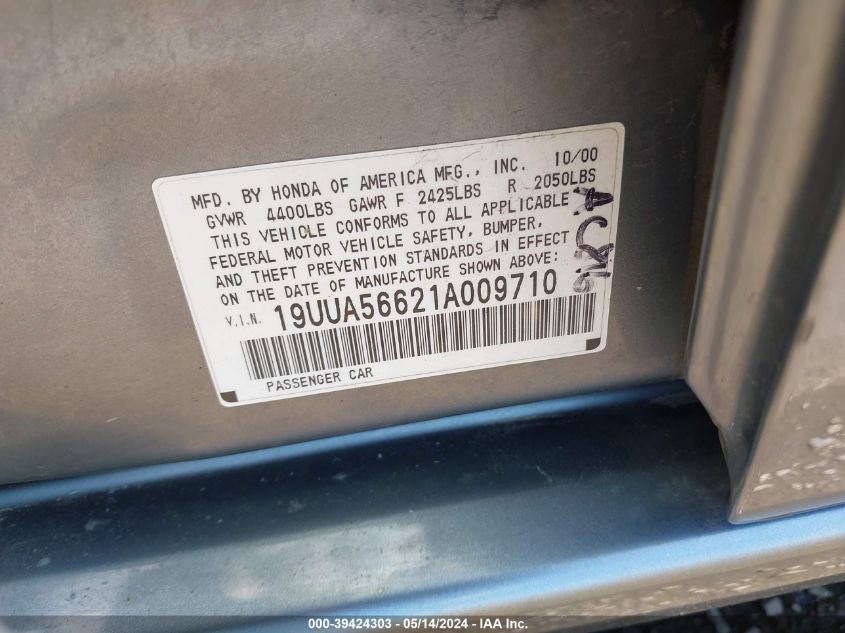 MFD. BY HONDA OF AMERICA MFG., INC. 10/00
GVWR 4400LBS GAWR F 2425LBS R 2050LBS
THIS VEHICLE CONFORMS TO ALL APPLICABLE
FEDERAL MOTOR VEHICLE SAFETY, BUMPER,
AND THEFT PREVENTION STANDARDS IN EFFECT
ON THE DATE OF MANUFACTURE SHOWN ABOVE:
V.I.N. 19UUA56621A009710
PASSENGER CAR
000-39424303 / 05/14/2024 - IAA Inc.